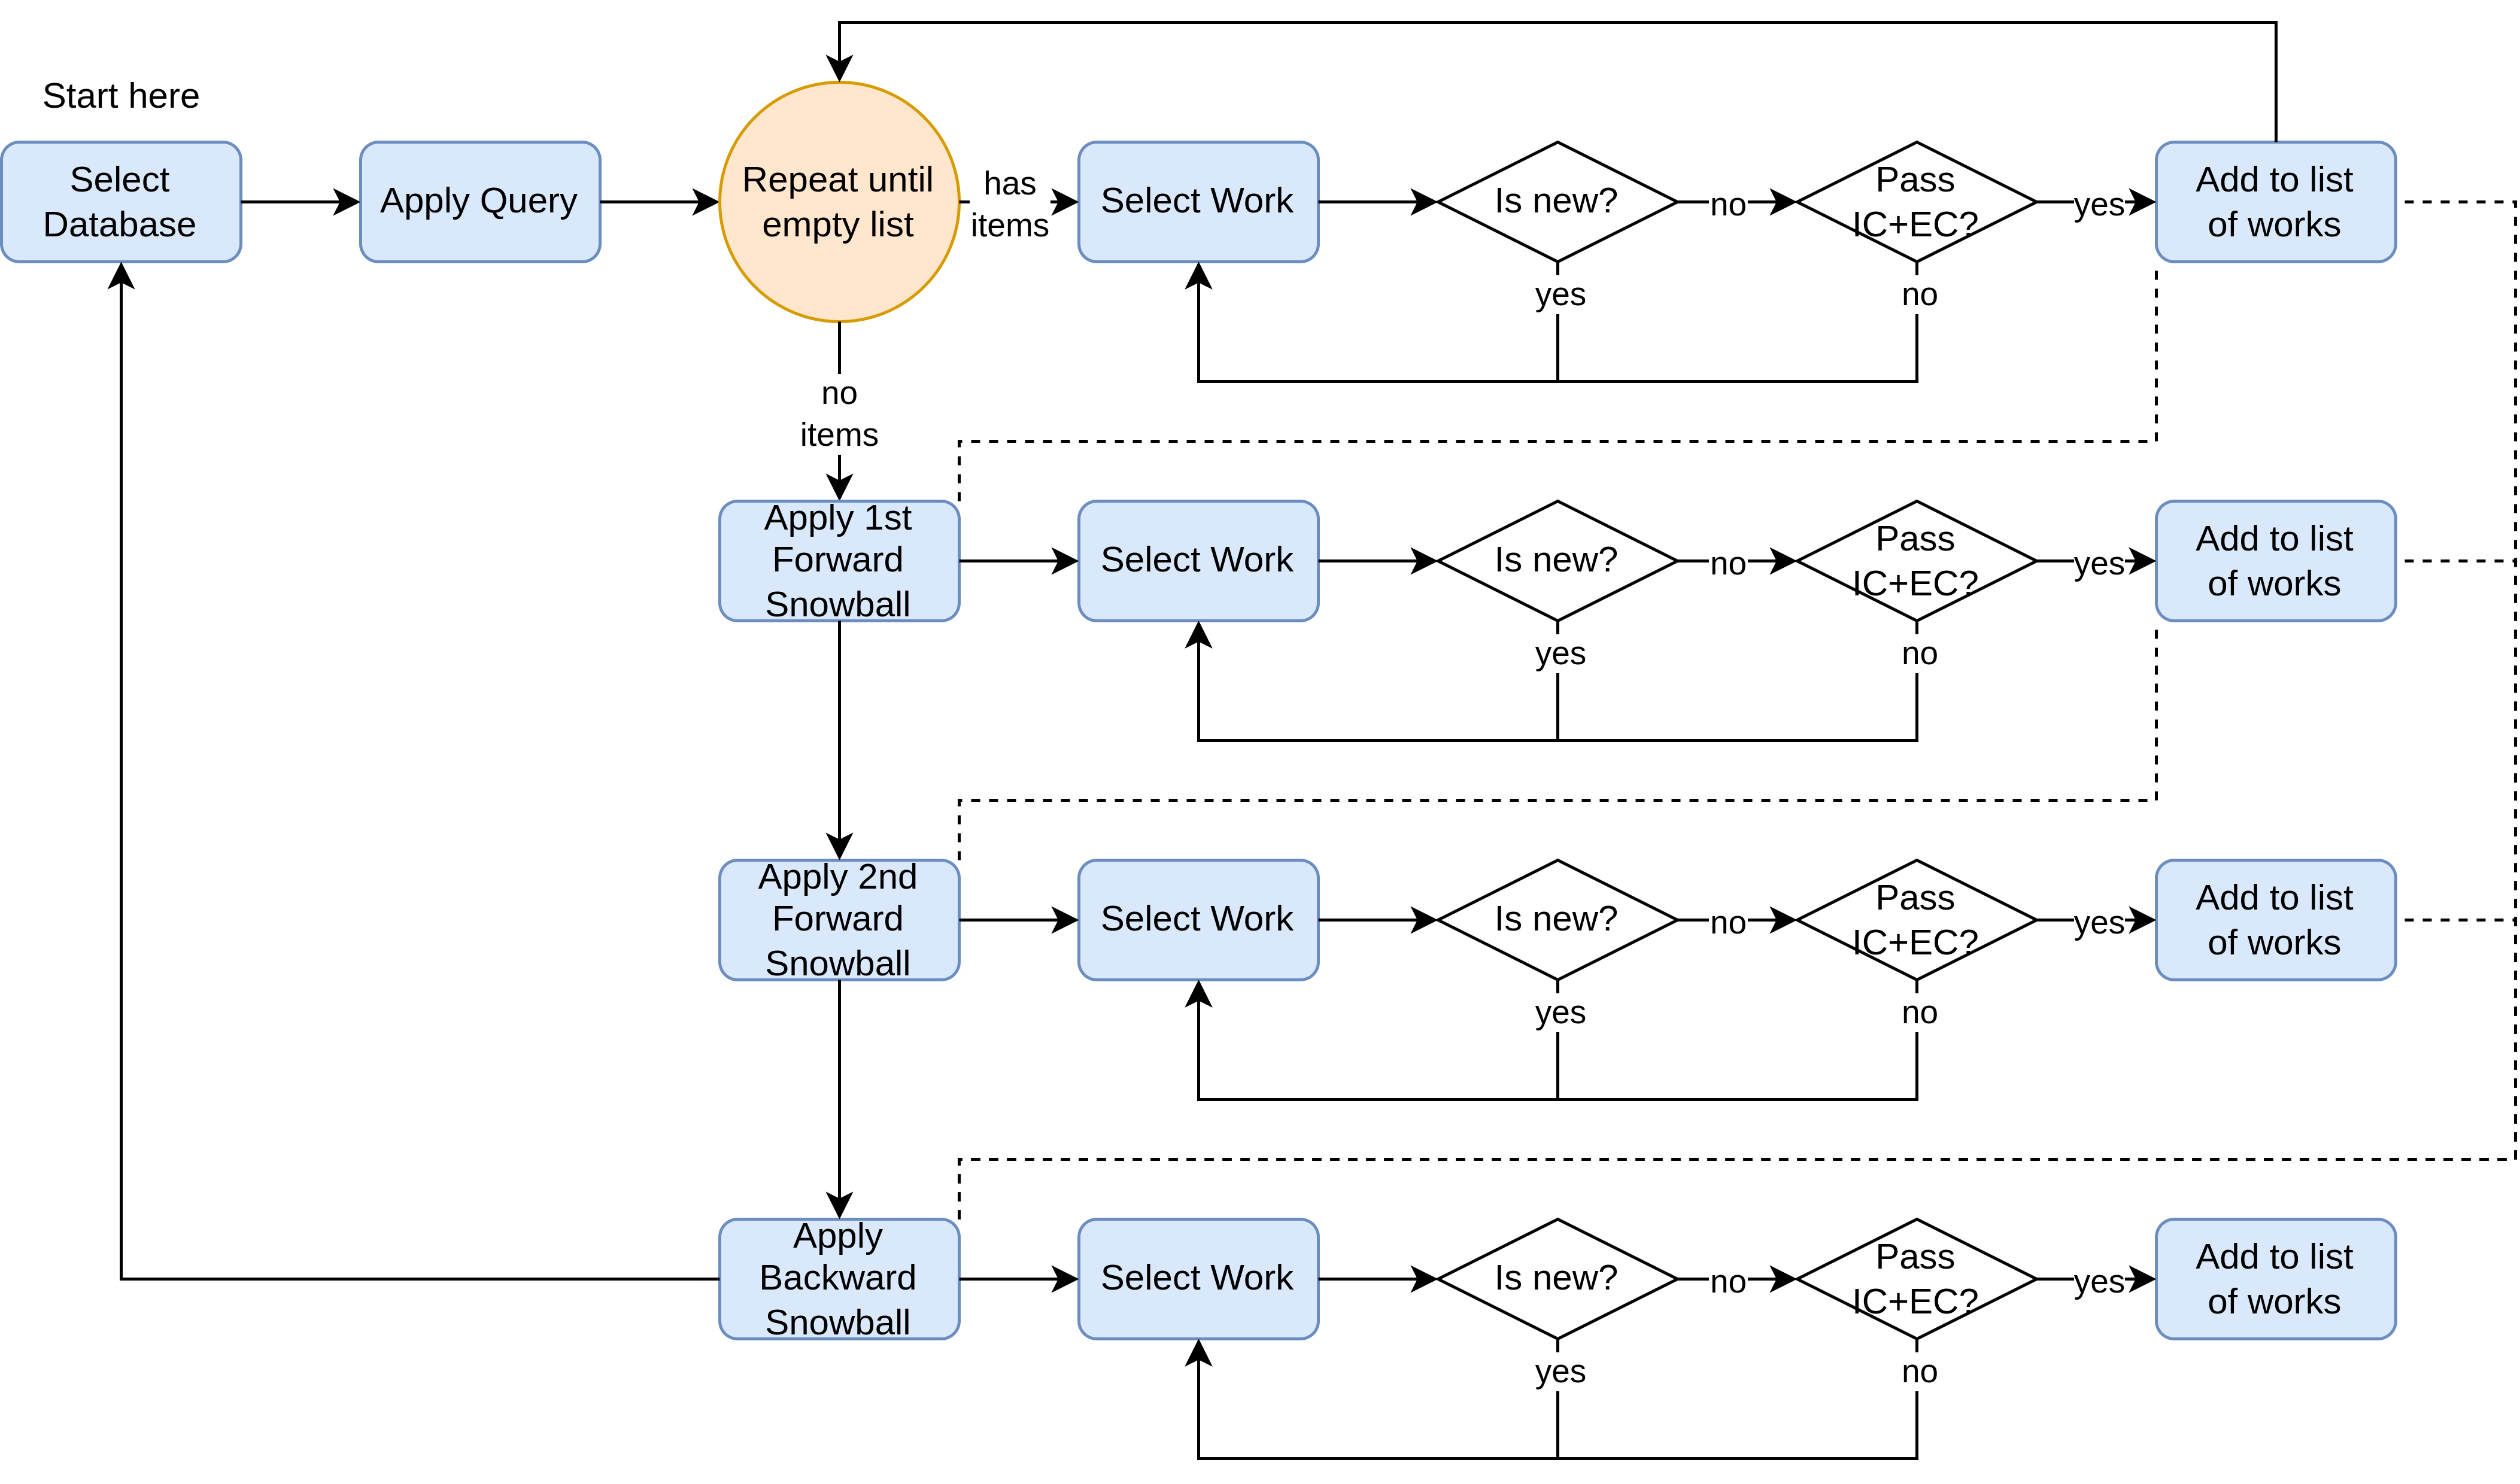 Start here
Select
Database
Apply Query
Repeat until
empty list
has
items
Select Work
Is new?
no
Pass
IC+EC?
yes
Add to list
of works
yes
no
no
items
Apply 1st
Forward
Snowball
Select Work
Is new?
no
Pass
IC+EC?
yes
Add to list
of works
yes
no
Apply 2nd
Forward
Snowball
Select Work
Is new?
no
Pass
IC+EC?
yes
Add to list
of works
yes
no
Apply
Backward
Snowball
Select Work
Is new?
no
Pass
IC+EC?
yes
Add to list
of works
yes
no